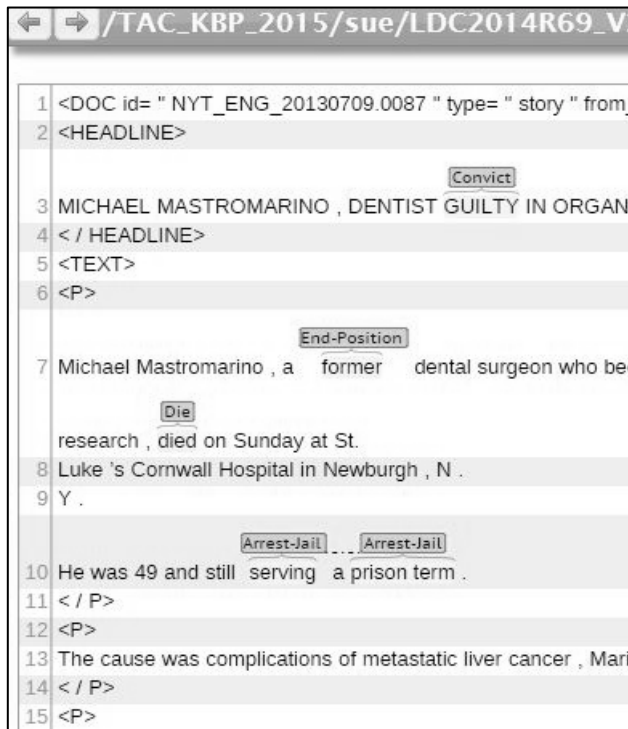 /TAC_KBP_2015/sue/LDC2014R69_V
1 <DOC id= " NYT_ENG_20130709.0087 " type= " story " from_
2 <HEADLINE>
Convict
3 MICHAEL MASTROMARINO , DENTIST GUILTY IN ORGAN
4 < / HEADLINE>
5 <TEXT>
6 <P>
End-Position
7 Michael Mastromarino , a former dental surgeon who be
Die
research , died on Sunday at St.
8 Luke 's Cornwall Hospital in Newburgh , N .
9 Y .
Arrest-Jail Arrest-Jail
10 He was 49 and still serving a prison term .
11 < / P>
12 <P>
13 The cause was complications of metastatic liver cancer , Mari
14 < / P>
15 <P>